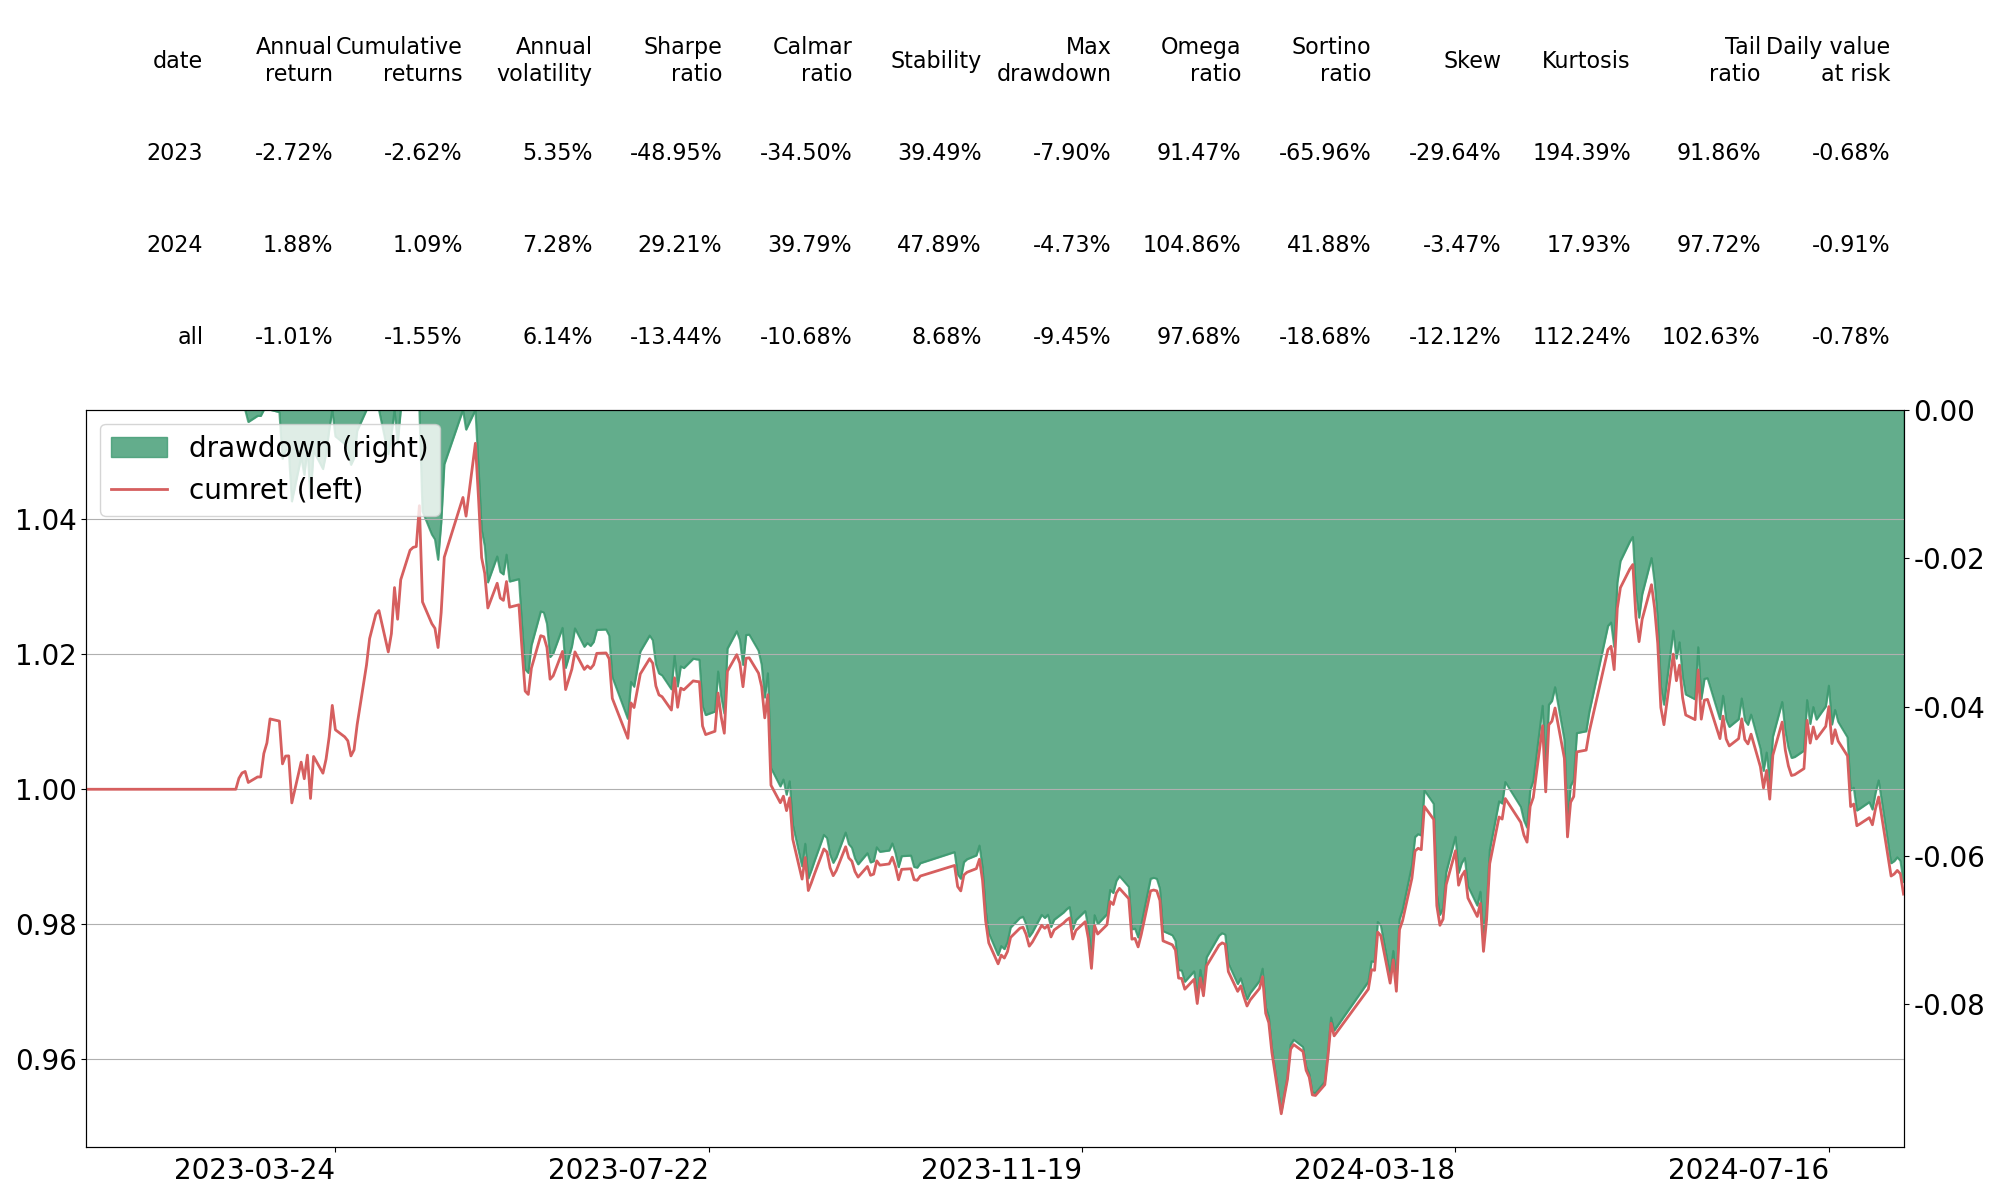 date Annual return Cumulative returns Annual volatility Sharpe ratio Calmar ratio Stability Max drawdown Omega ratio Sortino ratio Skew Kurtosis Tail ratio Daily value at risk
2023 -2.72% -2.62% 5.35% -48.95% -34.50% 39.49% -7.90% 91.47% -65.96% -29.64% 194.39% 91.86% -0.68%
2024 1.88% 1.09% 7.28% 29.21% 39.79% 47.89% -4.73% 104.86% 41.88% -3.47% 17.93% 97.72% -0.91%
all -1.01% -1.55% 6.14% -13.44% -10.68% 8.68% -9.45% 97.68% -18.68% -12.12% 112.24% 102.63% -0.78%
drawdown (right)
cumret (left)
1.04
1.02
1.00
0.98
0.96
0.00
-0.02
-0.04
-0.06
-0.08
2023-03-24 2023-07-22 2023-11-19 2024-03-18 2024-07-16